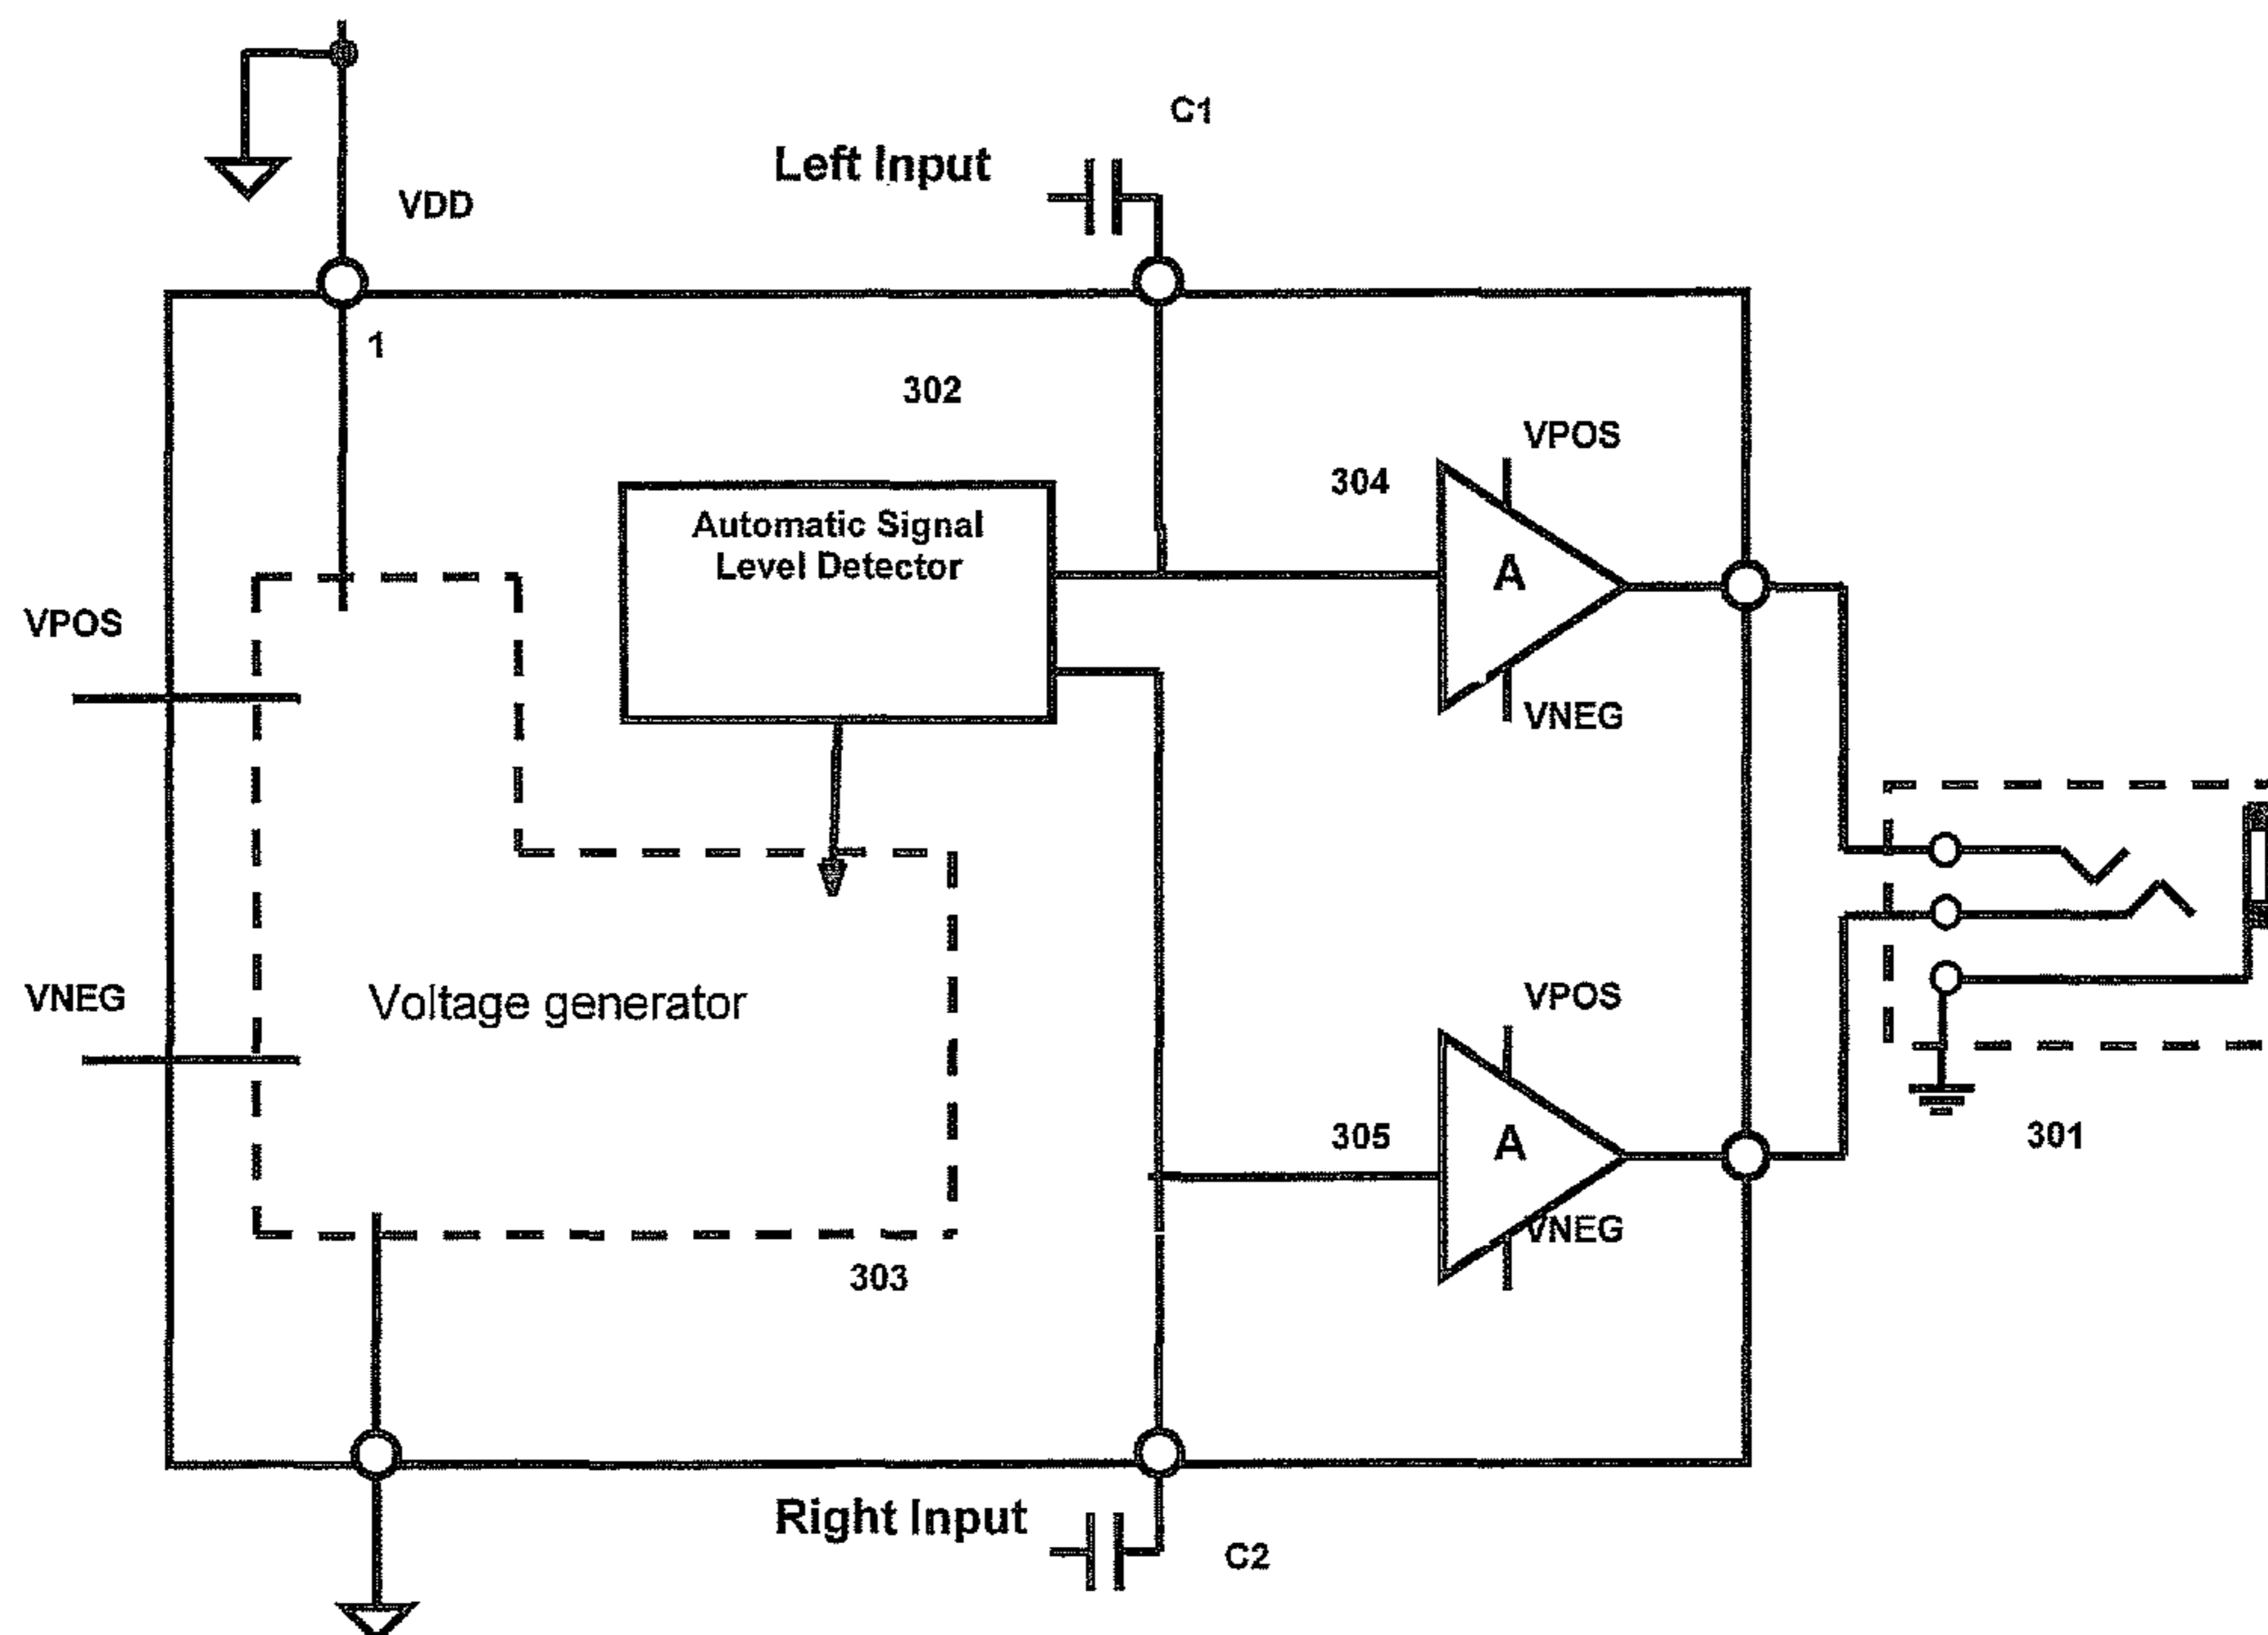 C1
Left Input
VDD
1
302
VPOS
304
Automatic Signal
Level Detector
A
VPOS
VNEG
VNEG
Voltage generator
VPOS
305
A
301
VNEG
303
Right Input
C2